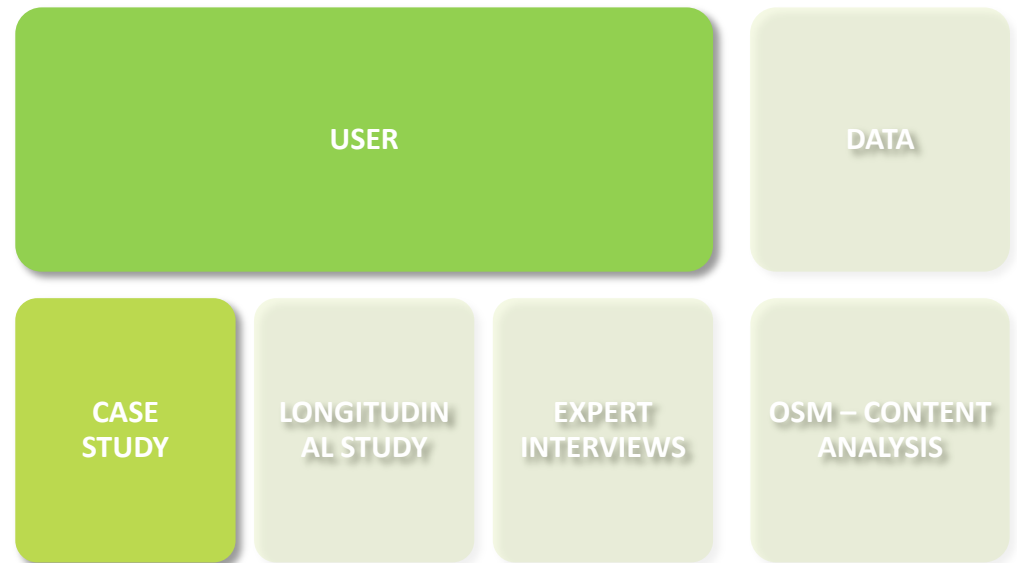 USER
DATA
CASE
STUDY
LONGITUDIN
AL STUDY
EXPERT
INTERVIEWS
OSM – CONTENT
ANALYSIS